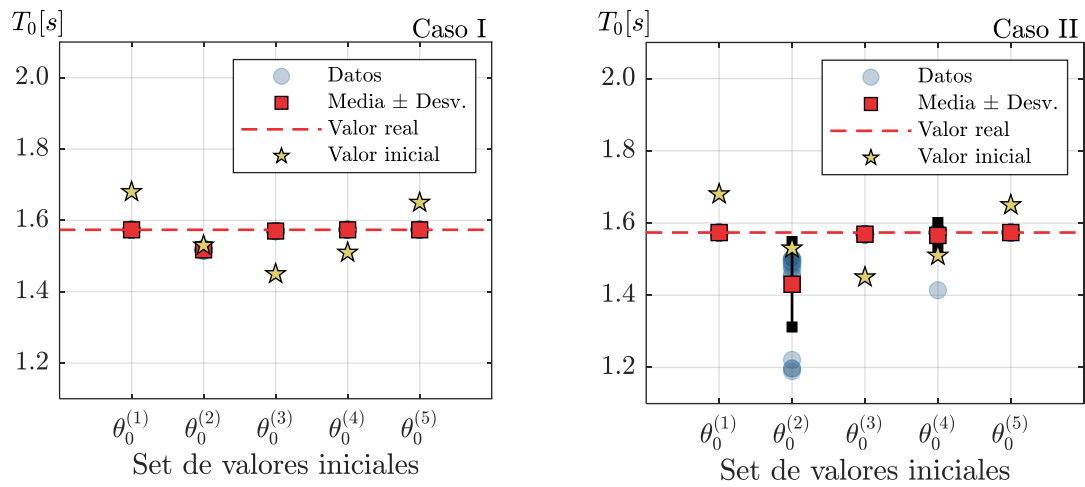 T_0[s]
Caso I
2.0
1.8
1.6
1.4
1.2
Datos
Media ± Desv.
Valor real
Valor inicial
θ_0^(1) θ_0^(2) θ_0^(3) θ_0^(4) θ_0^(5)
Set de valores iniciales
T_0[s]
Caso II
2.0
1.8
1.6
1.4
1.2
Datos
Media ± Desv.
Valor real
Valor inicial
θ_0^(1) θ_0^(2) θ_0^(3) θ_0^(4) θ_0^(5)
Set de valores iniciales